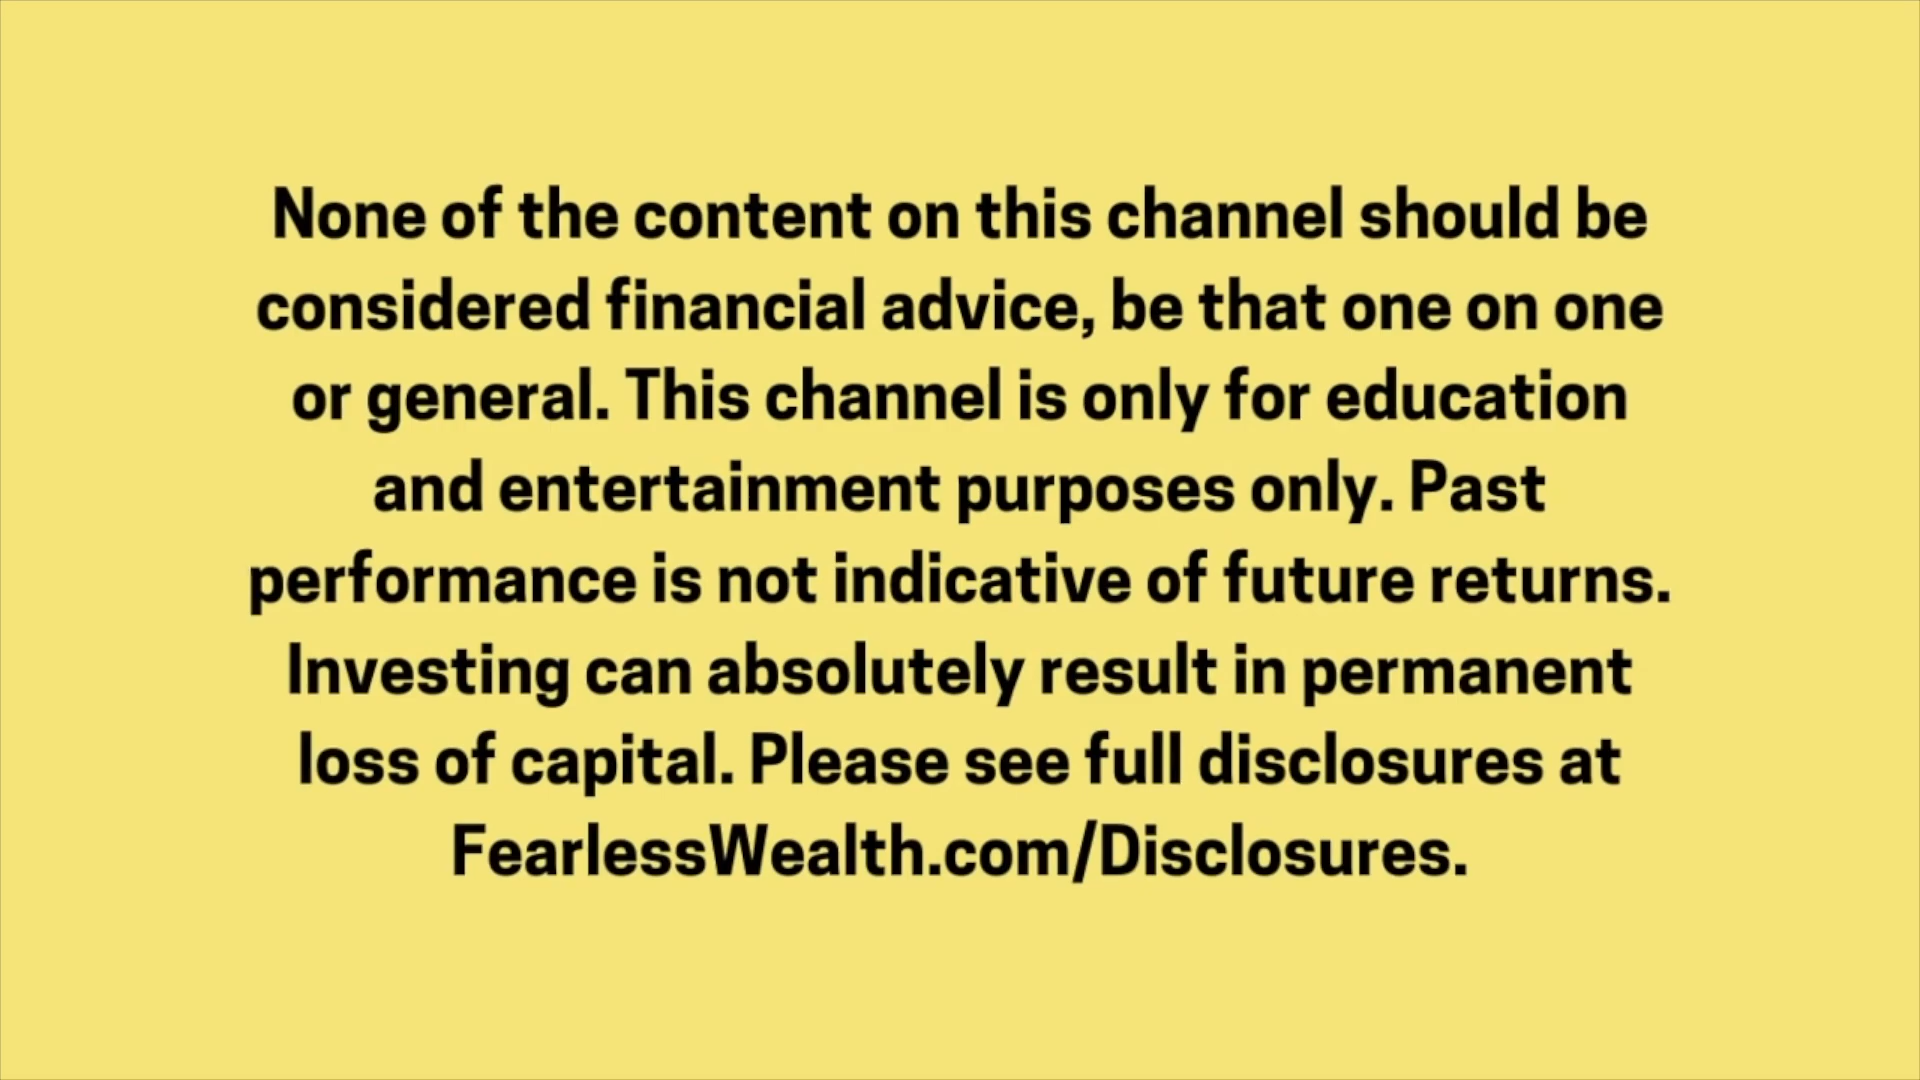 None of the content on this channel should be
considered financial advice, be that one on one
or general. This channel is only for education
and entertainment purposes only. Past
performance is not indicative of future returns.
Investing can absolutely result in permanent
loss of capital. Please see full disclosures at
FearlessWealth.com/Disclosures.